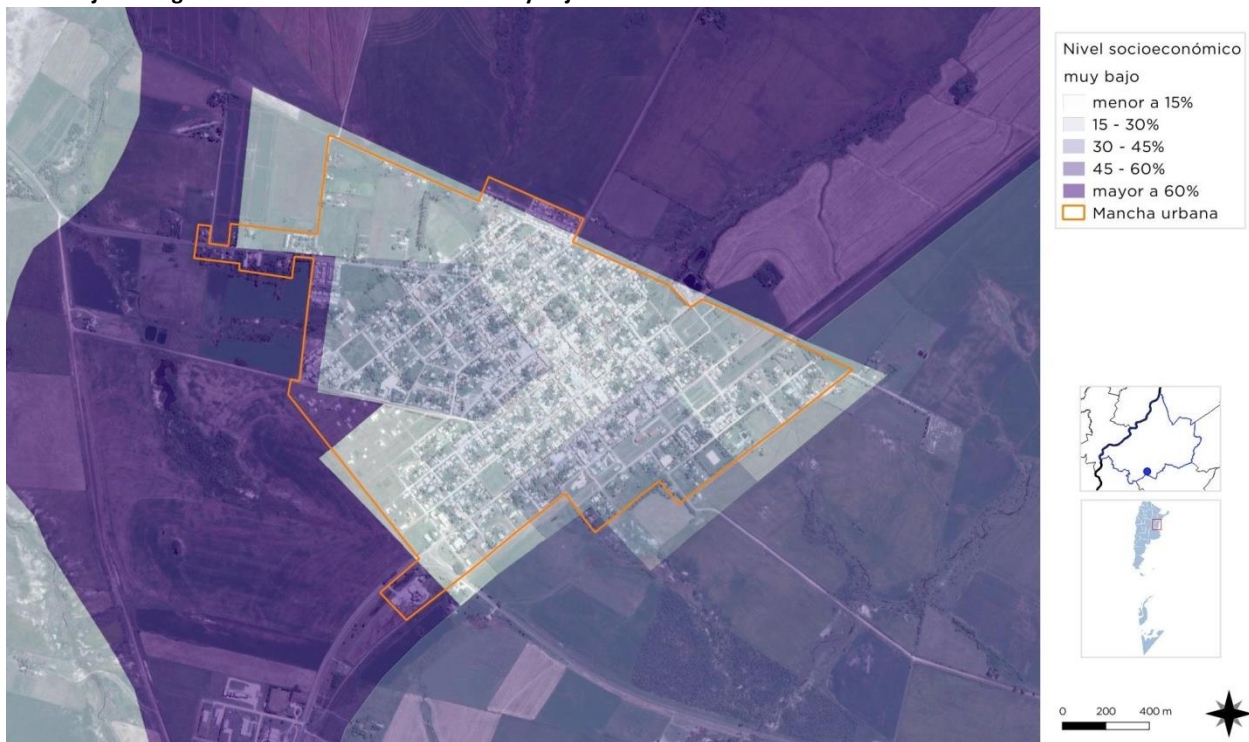 Nivel socioeconómico
muy bajo
menor a 15%
15 - 30%
30 - 45%
45 - 60%
mayor a 60%
Mancha urbana
0 200 400 m